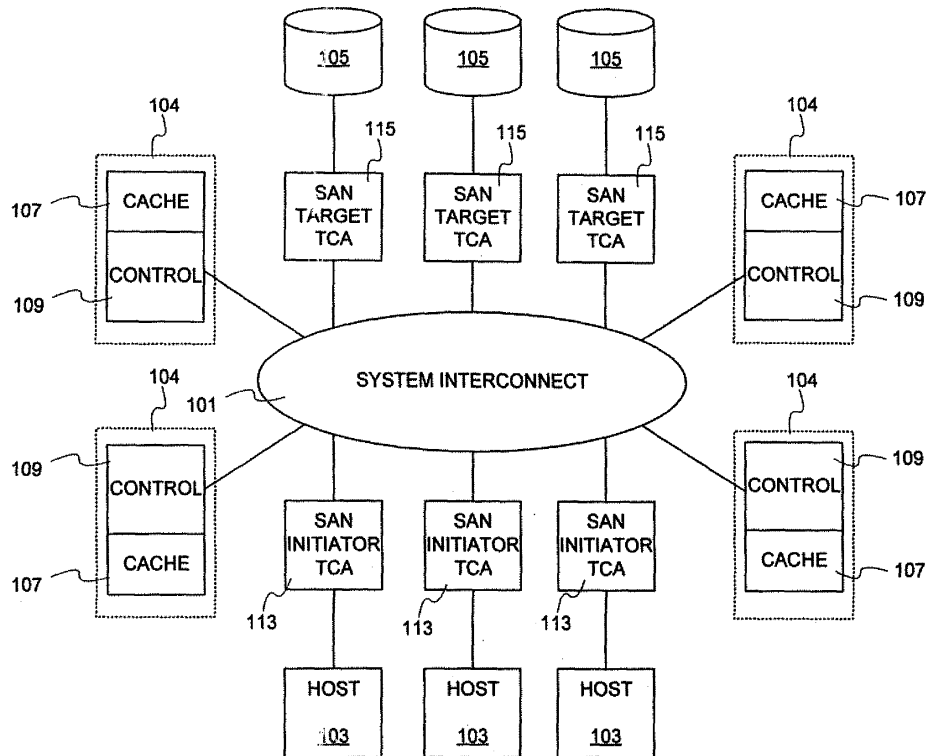 105 105 105
104 115 115 115 104
107 CACHE SAN TARGET TCA SAN TARGET TCA SAN TARGET TCA CACHE 107
109 CONTROL CONTROL 109
SYSTEM INTERCONNECT
101
104 104
109 CONTROL SAN INITIATOR TCA SAN INITIATOR TCA SAN INITIATOR TCA CONTROL 109
107 CACHE CACHE 107
113 113 113
HOST HOST HOST
103 103 103